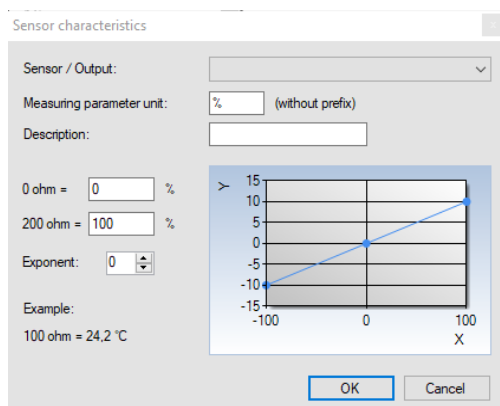 Sensor characteristics
x
Sensor / Output:
Measuring parameter unit: % (without prefix)
Description:
0 ohm = 0 %
200 ohm = 100 %
Exponent: 0
Example:
100 ohm = 24,2 °C
Y
15
10
5
0
-5
-10
-15
-100 0 100
X
OK Cancel